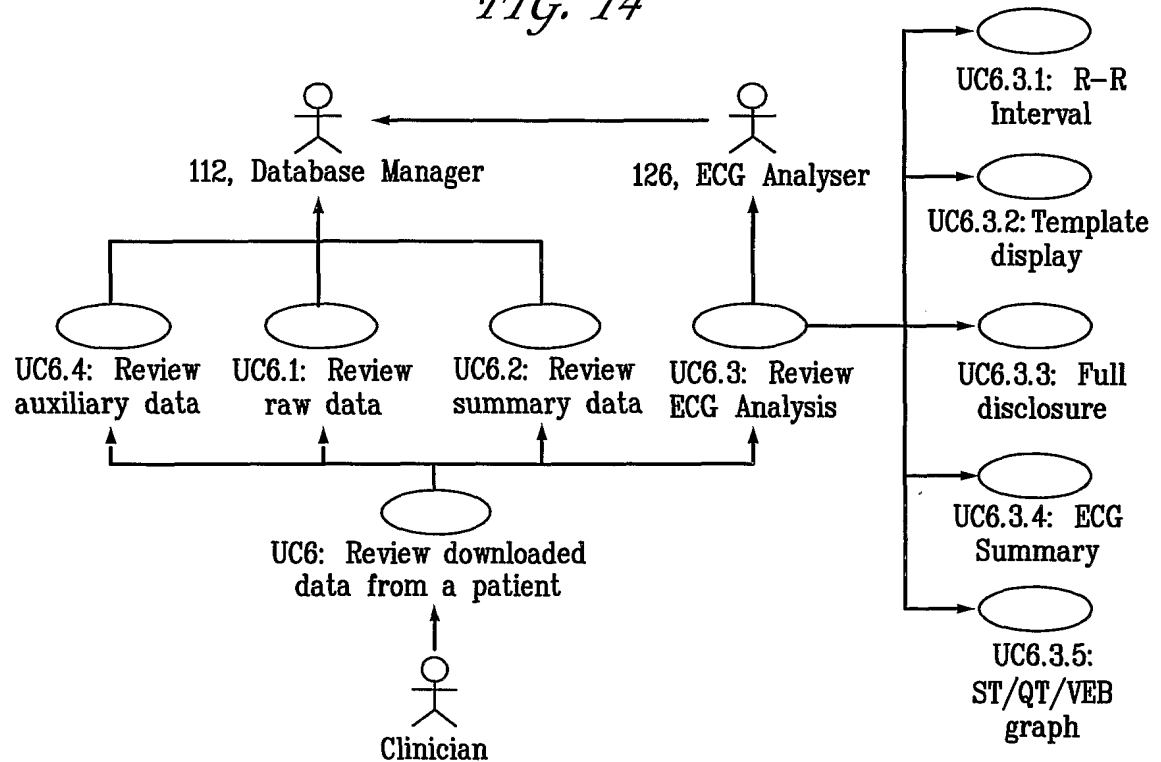 FIG. 14
112, Database Manager
126, ECG Analyser
UC6.4: Review
auxiliary data
UC6.1: Review
raw data
UC6.2: Review
summary data
UC6.3: Review
ECG Analysis
UC6: Review downloaded
data from a patient
Clinician
UC6.3.1: R-R
Interval
UC6.3.2: Template
display
UC6.3.3: Full
disclosure
UC6.3.4: ECG
Summary
UC6.3.5:
ST/QT/VEB
graph